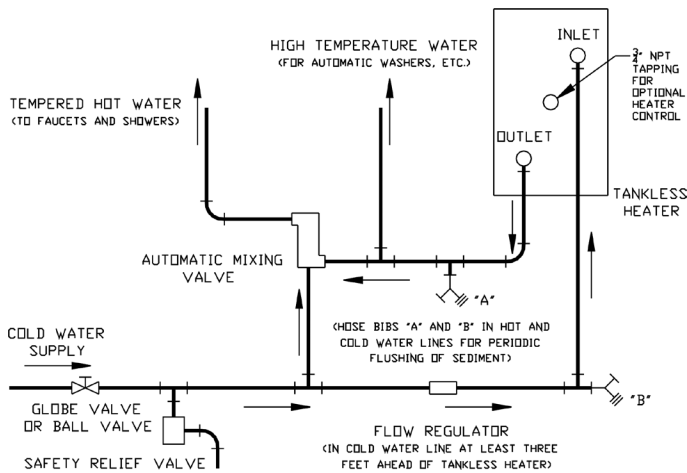 INLET
HIGH TEMPERATURE WATER
(FOR AUTOMATIC WASHERS, ETC.)
3/4" NPT
TAPPING
FOR
OPTIONAL
HEATER
CONTROL
TEMPERED HOT WATER
(TO FAUCETS AND SHOWERS)
OUTLET
TANKLESS
HEATER
AUTOMATIC MIXING
VALVE
"A"
(HOSE BIBS "A" AND "B" IN HOT AND
COLD WATER LINES FOR PERIODIC
FLUSHING OF SEDIMENT)
COLD WATER
SUPPLY
"B"
GLOBE VALVE
OR BALL VALVE
FLOW REGULATOR
(IN COLD WATER LINE AT LEAST THREE
FEET AHEAD OF TANKLESS HEATER)
SAFETY RELIEF VALVE